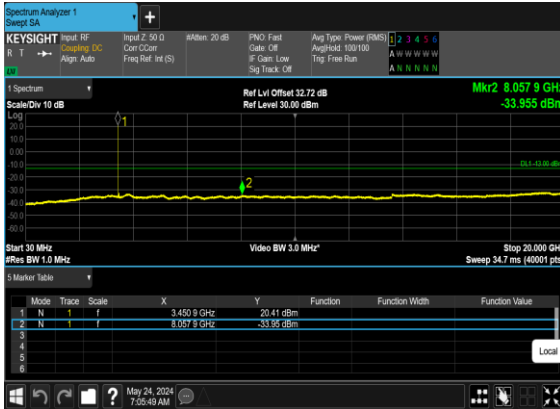 Spectrum Analyzer 1
Swept SA
+
KEYSIGHT Input: RF Input Z: 50 Ω #Atten: 20 dB PNO: Fast Avg Type: Power (RMS) 1 2 3 4 5 6
R T Coupling: DC Corr CCorr Gate: Off Avg|Hold: 100/100 A W W W W W
Align: Auto Freq Ref: Int (S) IF Gain: Low Trig: Free Run
Sig Track: Off A N N N N N
1 Spectrum Ref Lvl Offset 32.72 dB Mkr2 8.057 9 GHz
Scale/Div 10 dB Ref Level 30.00 dBm -33.955 dBm
Log
20.0
10.0
0.00
-10.0
DL1 -13.00 dBm
-20.0
-30.0
-40.0
-50.0
-60.0
1
2
Start 30 MHz Video BW 3.0 MHz* Stop 20.000 GHz
#Res BW 1.0 MHz Sweep 34.7 ms (40001 pts)
5 Marker Table
Mode Trace Scale X Y Function Function Width Function Value
1 N 1 f 3.450 9 GHz 20.41 dBm
2 N 1 f 8.057 9 GHz -33.95 dBm
3
4
5
6
Local
? May 24, 2024
7:05:49 AM